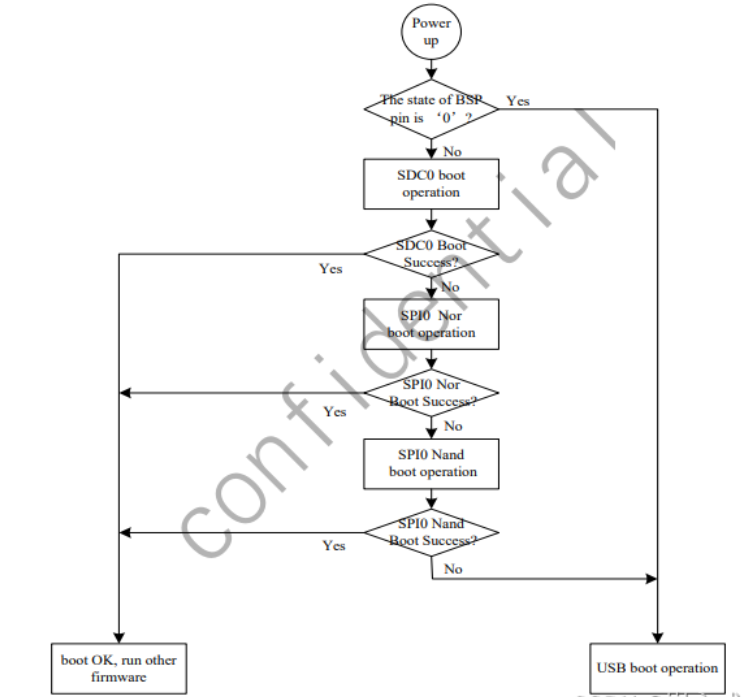 Power
up
The state of BSP
pin is ‘0’ ?
Yes
No
SDC0 boot
operation
SDC0 Boot
Success?
Yes
No
SPI0 Nor
boot operation
SPI0 Nor
Boot Success?
Yes
No
SPI0 Nand
boot operation
SPI0 Nand
Boot Success?
Yes
No
boot OK, run other
firmware
USB boot operation
confidential